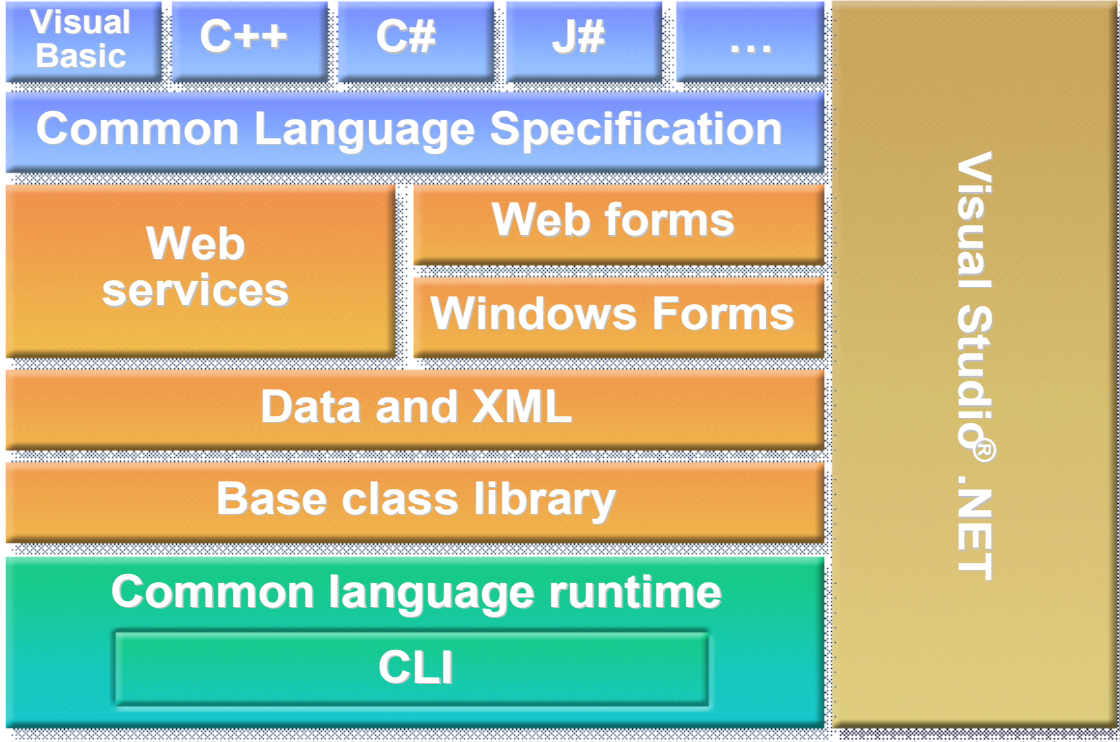 Visual
Basic
C++
C#
J#
...
Common Language Specification
Web
services
Web forms
Windows Forms
Data and XML
Base class library
Common language runtime
CLI
Visual Studio® .NET